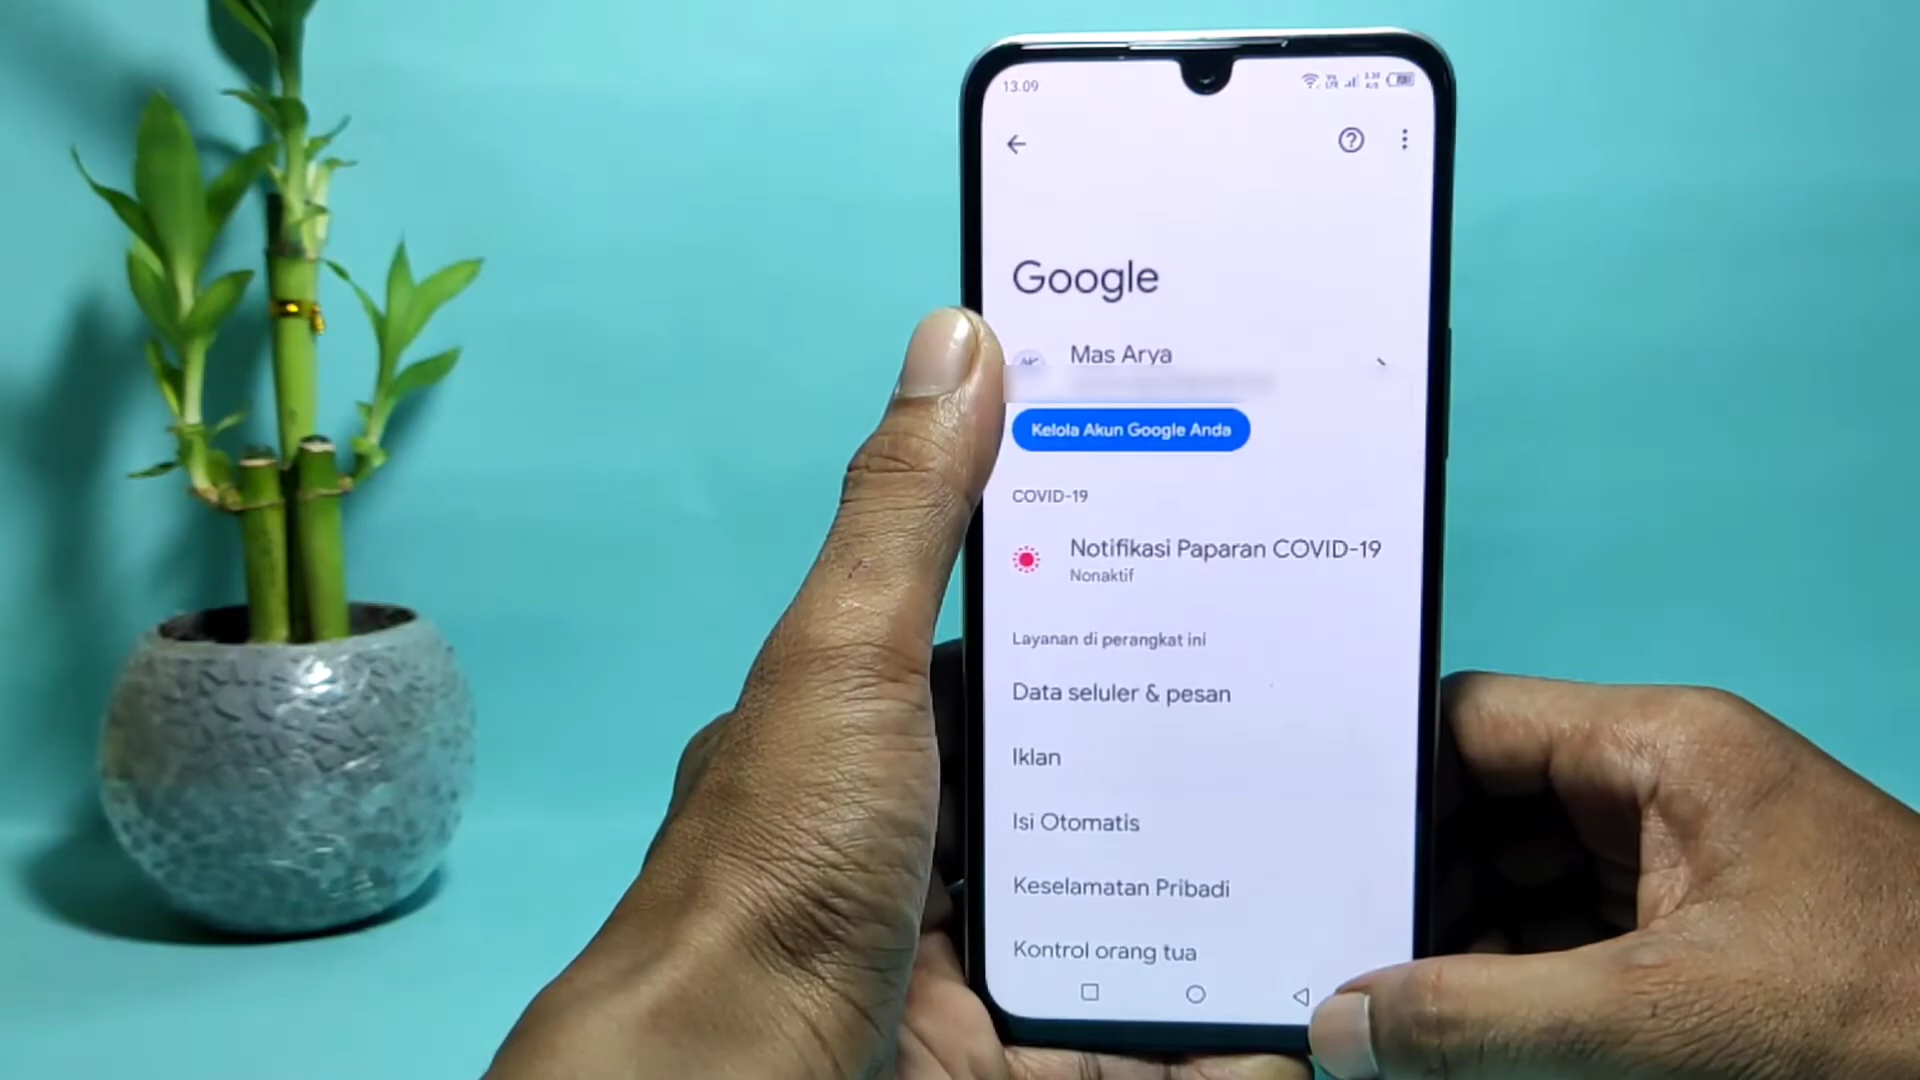 13.09
Google
Mas Arya
Kelola Akun Google Anda
COVID-19
Notifikasi Paparan COVID-19
Nonaktif
Layanan di perangkat ini
Data seluler & pesan
Iklan
Isi Otomatis
Keselamatan Pribadi
Kontrol orang tua